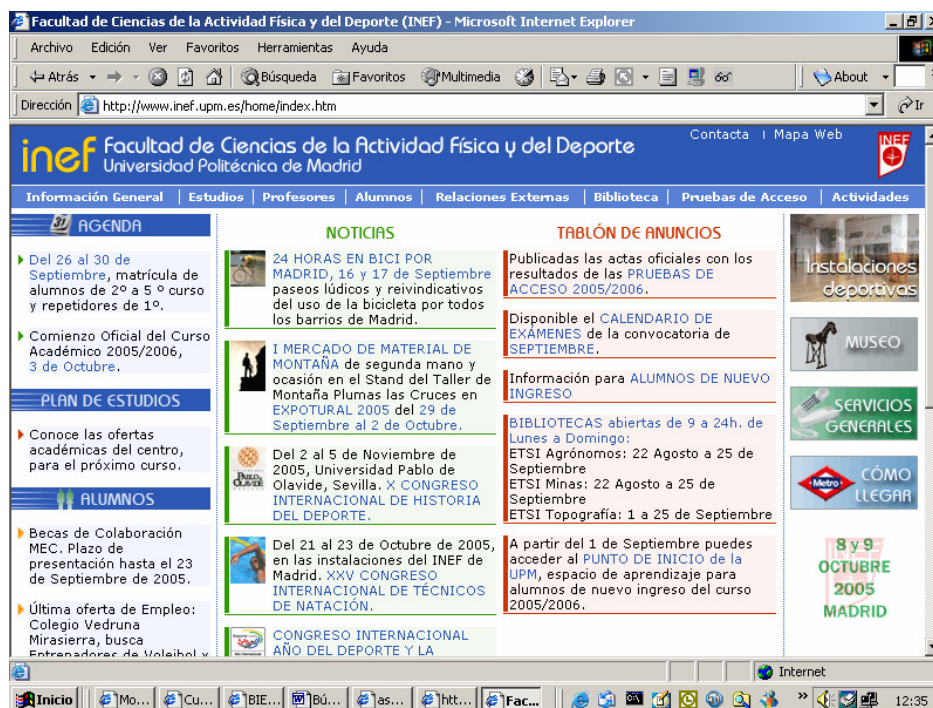 Facultad de Ciencias de la Actividad Física y del Deporte (INEF) - Microsoft Internet Explorer
Archivo Edición Ver Favoritos Herramientas Ayuda
Atrás Búsqueda Favoritos Multimedia About
Dirección http://www.inef.upm.es/home/index.htm Ir
Contacta | Mapa Web
inef Facultad de Ciencias de la Actividad Física y del Deporte
Universidad Politécnica de Madrid
INEF
Información General | Estudios | Profesores | Alumnos | Relaciones Externas | Biblioteca | Pruebas de Acceso | Actividades
31 AGENDA
Del 26 al 30 de
Septiembre, matrícula de
alumnos de 2º a 5 º curso
y repetidores de 1º.
Comienzo Oficial del Curso
Académico 2005/2006,
3 de Octubre.
PLAN DE ESTUDIOS
Conoce las ofertas
académicas del centro,
para el próximo curso.
ALUMNOS
Becas de Colaboración
MEC. Plazo de
presentación hasta el 23
de Septiembre de 2005.
Última oferta de Empleo:
Colegio Vedruna
Mirasierra, busca
Entrenadores de Voleibol y
NOTICIAS
24 HORAS EN BICI POR
MADRID, 16 y 17 de Septiembre
paseos lúdicos y reivindicativos
del uso de la bicicleta por todos
los barrios de Madrid.
I MERCADO DE MATERIAL DE
MONTAÑA de segunda mano y
ocasión en el Stand del Taller de
Montaña Plumas las Cruces en
EXPOTURAL 2005 del 29 de
Septiembre al 2 de Octubre.
PABLO DE OLAVIDE
Del 2 al 5 de Noviembre de
2005, Universidad Pablo de
Olavide, Sevilla. X CONGRESO
INTERNACIONAL DE HISTORIA
DEL DEPORTE.
Del 21 al 23 de Octubre de 2005,
en las instalaciones del INEF de
Madrid. XXV CONGRESO
INTERNACIONAL DE TÉCNICOS
DE NATACIÓN.
CONGRESO INTERNACIONAL
AÑO DEL DEPORTE Y LA
TABLÓN DE ANUNCIOS
Publicadas las actas oficiales con los
resultados de las PRUEBAS DE
ACCESO 2005/2006.
Disponible el CALENDARIO DE
EXÁMENES de la convocatoria de
SEPTIEMBRE.
Información para ALUMNOS DE NUEVO
INGRESO
BIBLIOTECAS abiertas de 9 a 24h. de
Lunes a Domingo:
ETSI Agrónomos: 22 Agosto a 25 de
Septiembre
ETSI Minas: 22 Agosto a 25 de
Septiembre
ETSI Topografía: 1 a 25 de Septiembre
A partir del 1 de Septiembre puedes
acceder al PUNTO DE INICIO de la
UPM, espacio de aprendizaje para
alumnos de nuevo ingreso del curso
2005/2006.
Instalaciones
deportivas
MUSEO
SERVICIOS
GENERALES
Metro CÓMO
LLEGAR
8 y 9
OCTUBRE
2005
MADRID
Internet
Inicio Mo... Cu... BIE... Bú... as... htt... Fac... 12:35